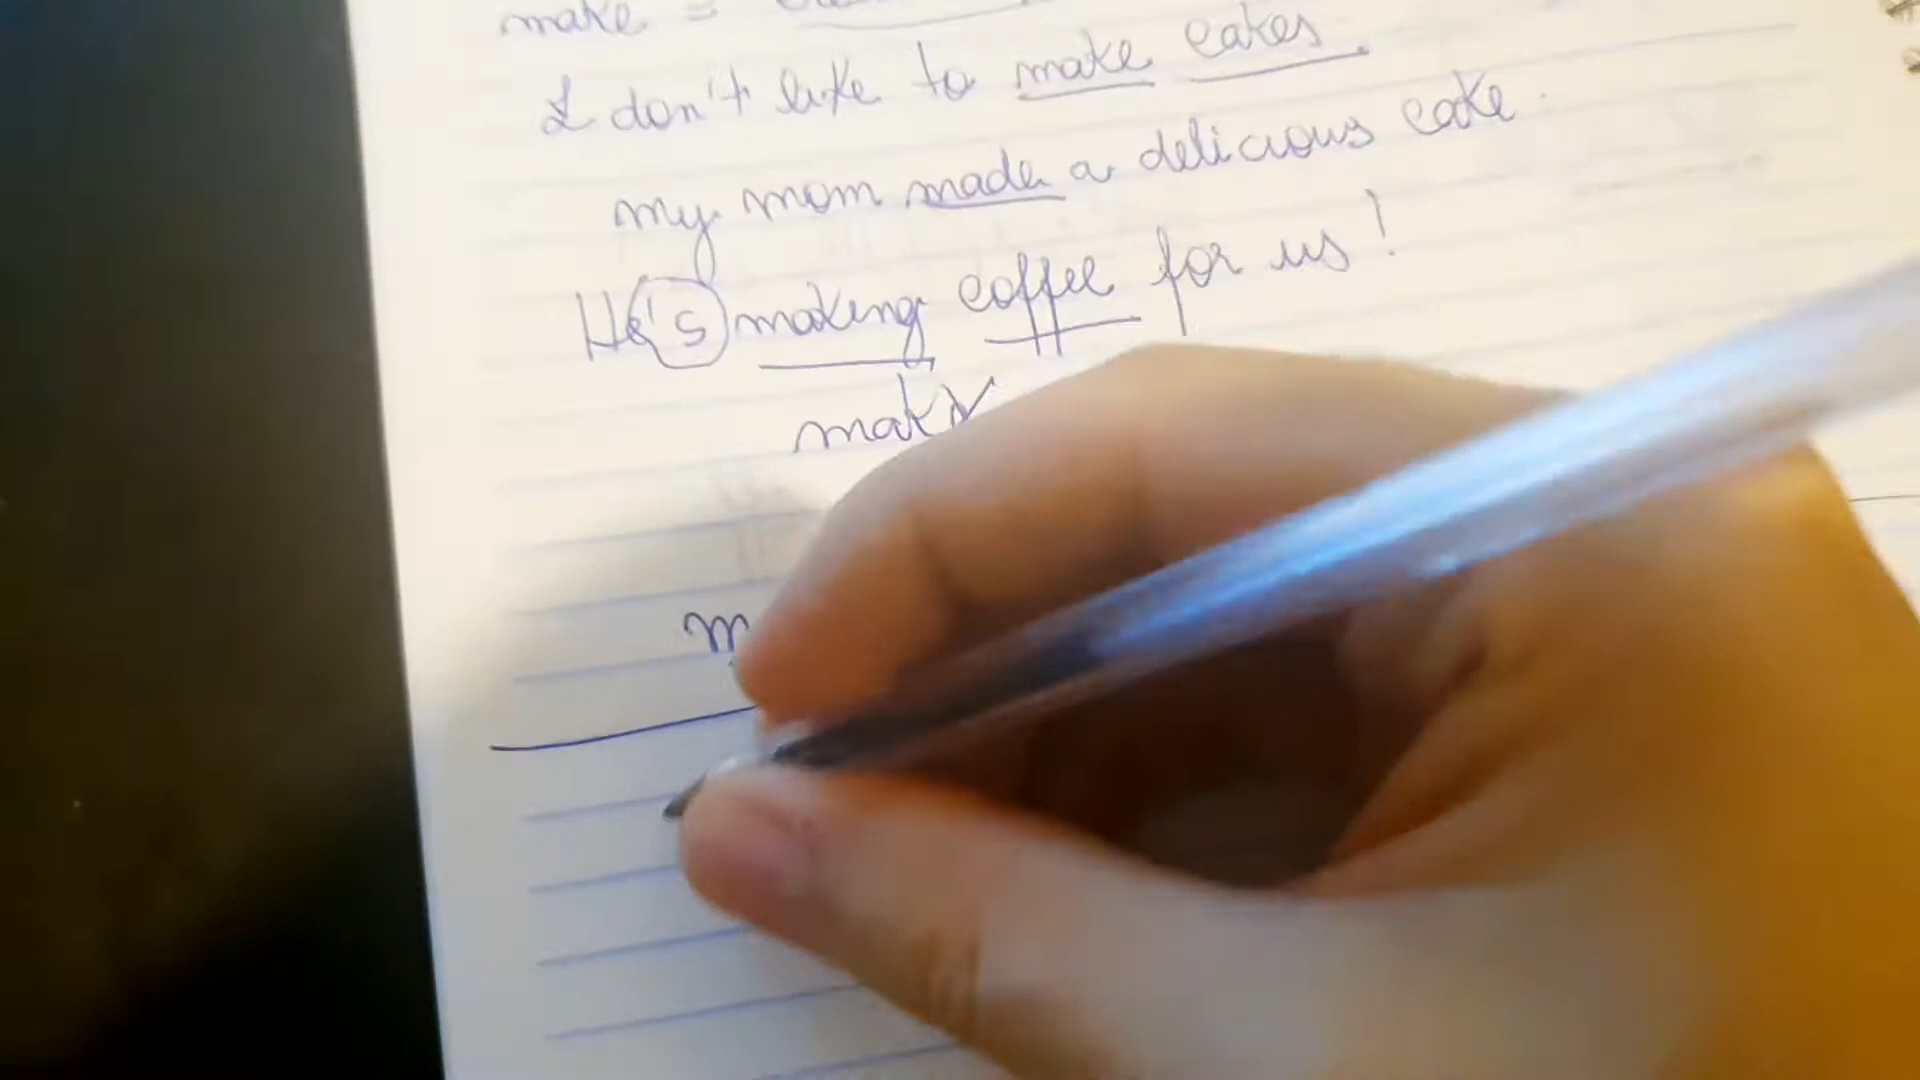 make =
I don't like to make cakes.
my mom made a delicious cake.
He's making coffee for us!
make